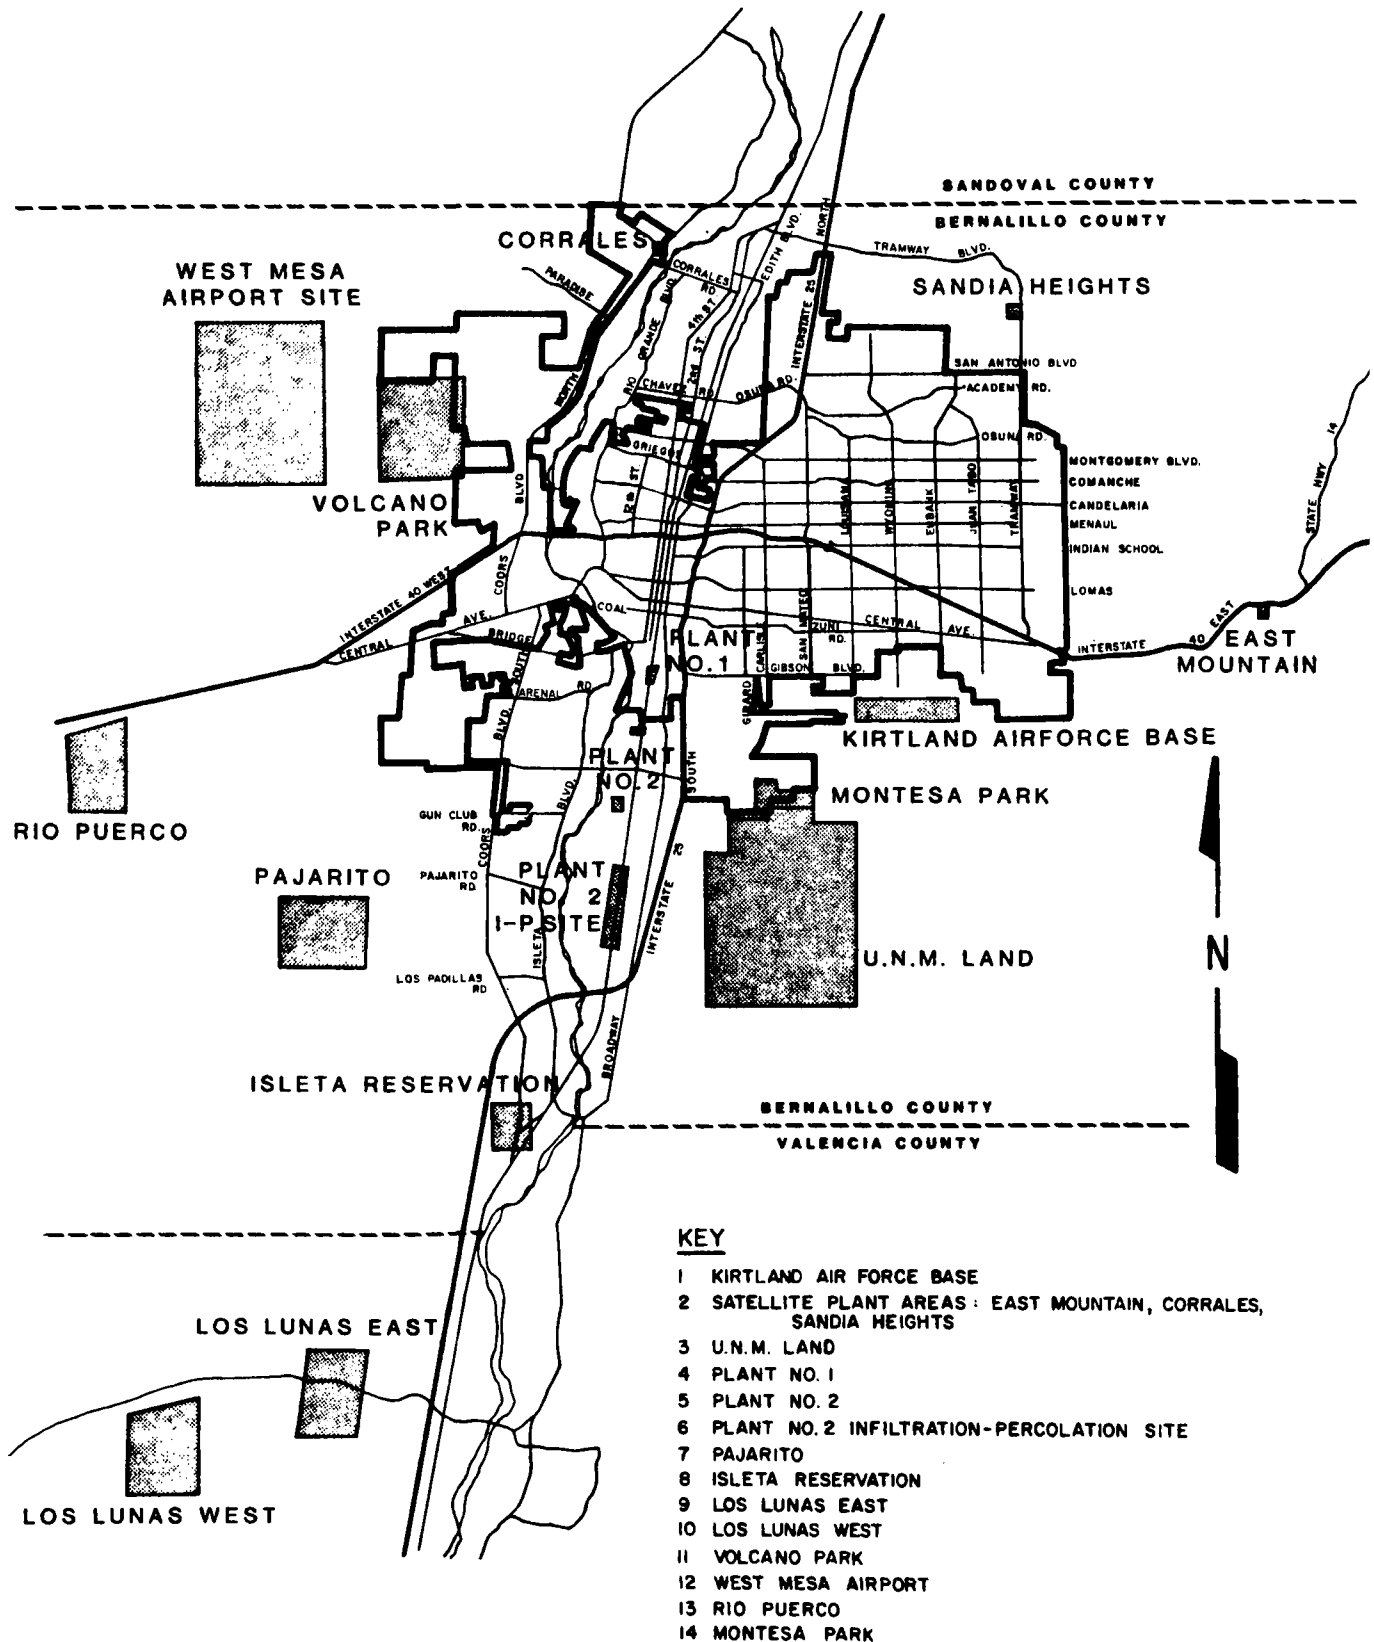 SANDOVAL COUNTY
BERNALILLO COUNTY
CORRALES
WEST MESA
AIRPORT SITE
PARADISE
CORRALES
RD
EDITH BLVD.
NORTH
TRAMWAY BLVD.
SANDIA HEIGHTS
RIO GRANDE BLVD.
4th ST
2nd ST
INTERSTATE 25
SAN ANTONIO BLVD
ACADEMY RD.
CHAVEZ RD.
OSUNA RD.
OSUNA RD.
NORTH
GRIEGOS
MONTGOMERY BLVD.
COMANCHE
CANDELARIA
MENAUL
INDIAN SCHOOL
LOMAS
12th ST
LOUISIANA
WYOMING
EUBANK
JUAN TABO
TRAMWAY
STATE HWY 14
VOLCANO
PARK
BLVD
COORS
INTERSTATE 40 WEST
CENTRAL AVE.
BRIDGE
COAL
SOUTH
PLANT
NO. 1
CARLISLE
SAN MATEO
ZUNI
RD.
CENTRAL AVE.
GIBSON BLVD.
GIRARD
INTERSTATE 40 EAST
EAST
MOUNTAIN
ARENAL RD
BLVD.
KIRTLAND AIRFORCE BASE
PLANT
NO. 2
SOUTH
MONTESA PARK
RIO PUERCO
GUN CLUB
RD.
BLVD.
COORS
PAJARITO
PAJARITO
RD
PLANT
NO. 2
I-P SITE
ISLETA
INTERSTATE 25
U.N.M. LAND
N
LOS PADILLAS
RD
BROADWAY
ISLETA RESERVATION
BERNALILLO COUNTY
VALENCIA COUNTY
LOS LUNAS EAST
LOS LUNAS WEST
KEY
1 KIRTLAND AIR FORCE BASE
2 SATELLITE PLANT AREAS: EAST MOUNTAIN, CORRALES,
SANDIA HEIGHTS
3 U.N.M. LAND
4 PLANT NO. 1
5 PLANT NO. 2
6 PLANT NO. 2 INFILTRATION-PERCOLATION SITE
7 PAJARITO
8 ISLETA RESERVATION
9 LOS LUNAS EAST
10 LOS LUNAS WEST
11 VOLCANO PARK
12 WEST MESA AIRPORT
13 RIO PUERCO
14 MONTESA PARK